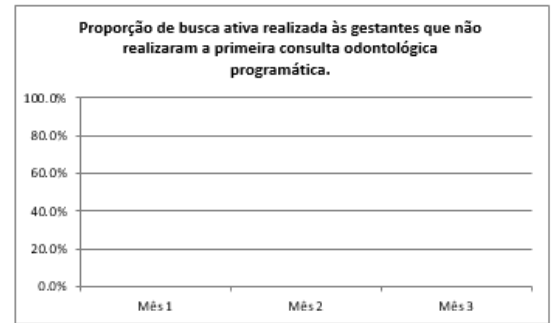 Proporção de busca ativa realizada às gestantes que não
realizaram a primeira consulta odontológica
programática.
100.0%
80.0%
60.0%
40.0%
20.0%
0.0%
Mês 1 Mês 2 Mês 3